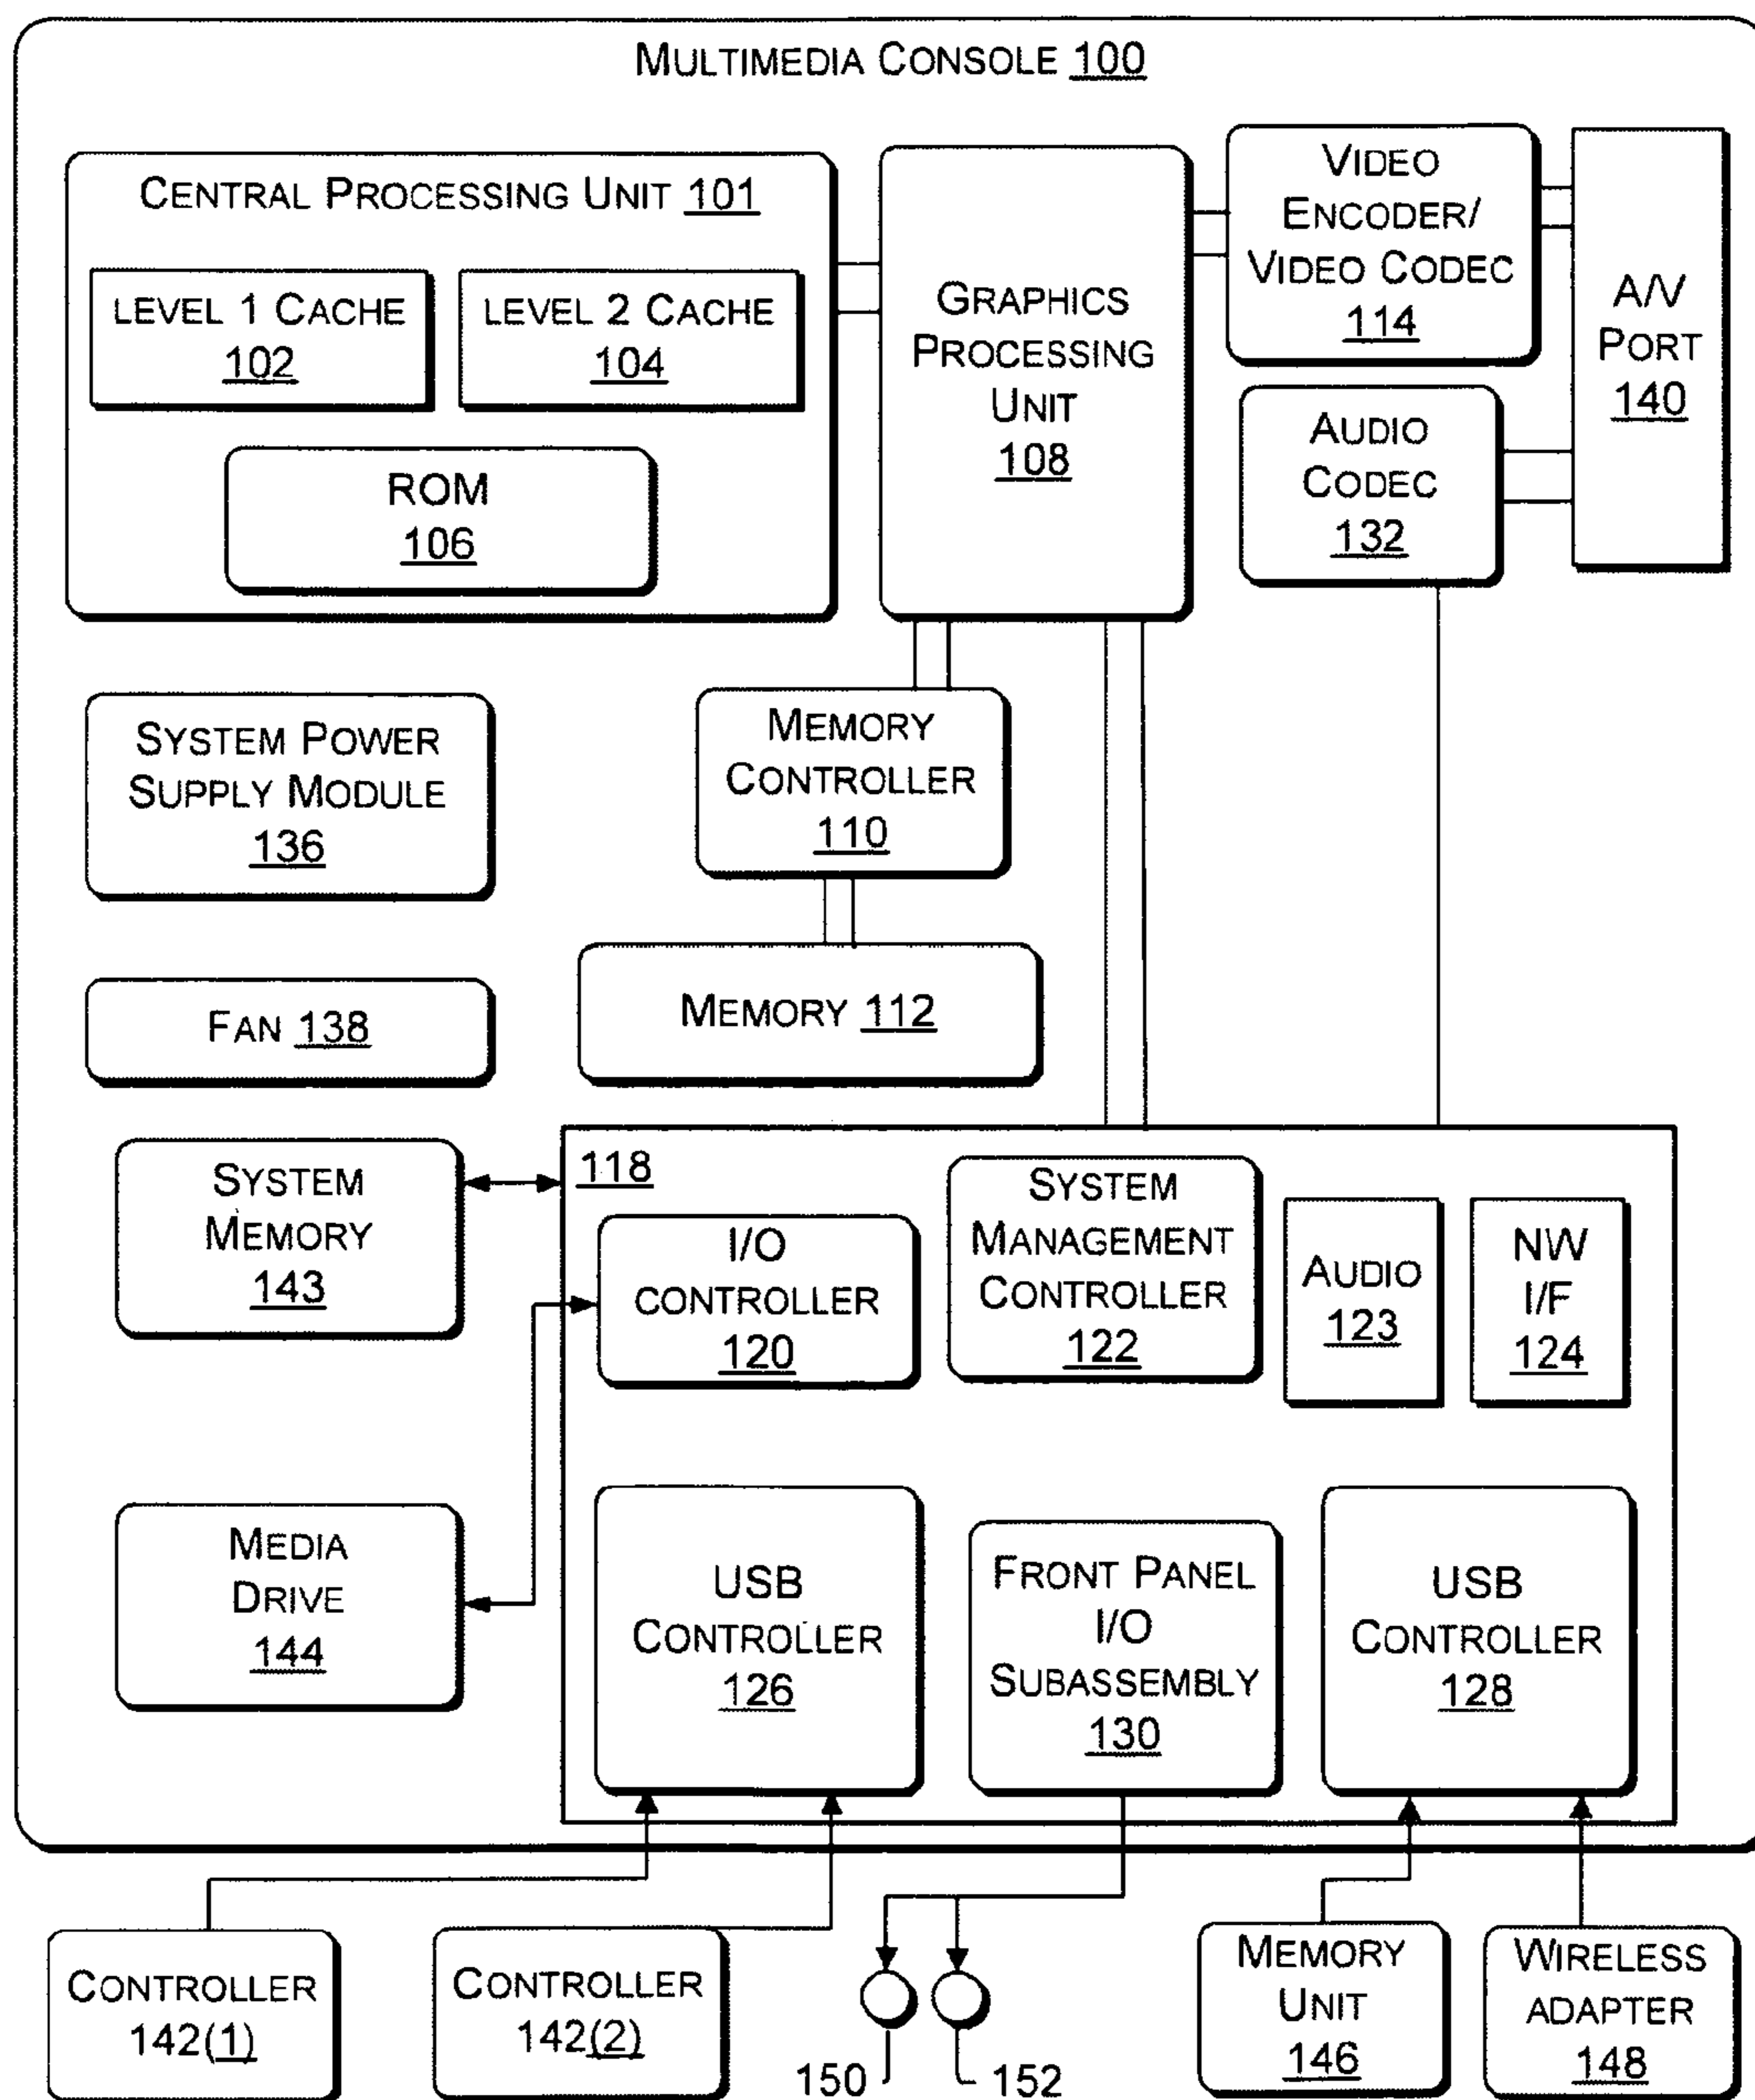 MULTIMEDIA CONSOLE 100
CENTRAL PROCESSING UNIT 101
LEVEL 1 CACHE
102
LEVEL 2 CACHE
104
ROM
106
GRAPHICS
PROCESSING
UNIT
108
VIDEO
ENCODER/
VIDEO CODEC
114
A/V
PORT
140
AUDIO
CODEC
132
SYSTEM POWER
SUPPLY MODULE
136
MEMORY
CONTROLLER
110
FAN 138
MEMORY 112
SYSTEM
MEMORY
143
118
I/O
CONTROLLER
120
SYSTEM
MANAGEMENT
CONTROLLER
122
AUDIO
123
NW
I/F
124
MEDIA
DRIVE
144
USB
CONTROLLER
126
FRONT PANEL
I/O
SUBASSEMBLY
130
USB
CONTROLLER
128
CONTROLLER
142(1)
CONTROLLER
142(2)
150
152
MEMORY
UNIT
146
WIRELESS
ADAPTER
148